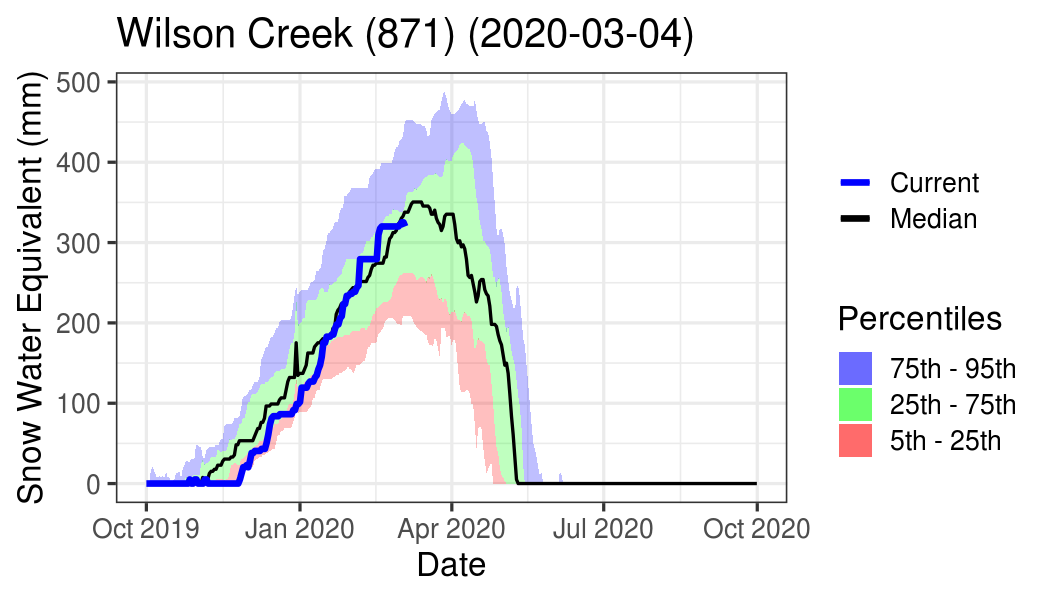 Wilson Creek (871) (2020-03-04)
Snow Water Equivalent (mm)
500
400
300
200
100
0
Oct 2019
Jan 2020
Apr 2020
Jul 2020
Oct 2020
Date
Current
Median
Percentiles
75th - 95th
25th - 75th
5th - 25th